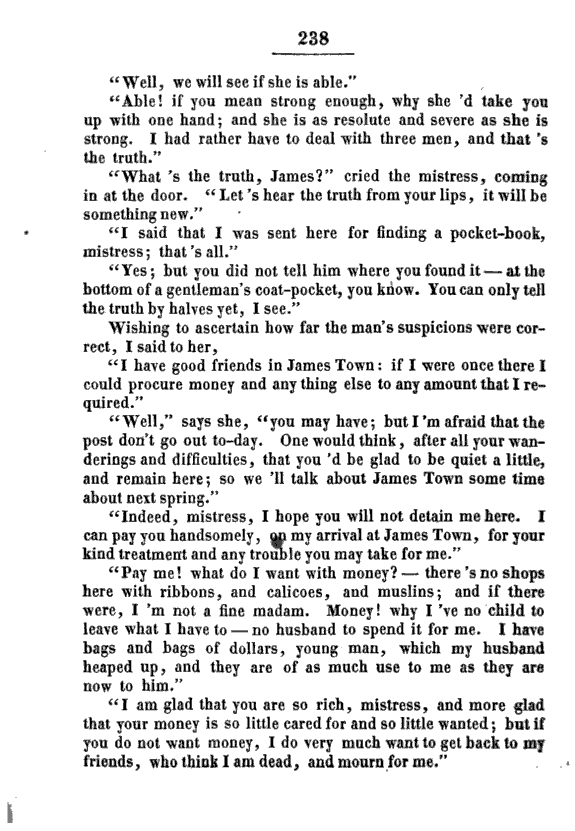 238
“Well, we will see if she is able.”
“Able! if you mean strong enough, why she 'd take you
up with one hand; and she is as resolute and severe as she is
strong. I had rather have to deal with three men, and that 's
the truth.”
“What 's the truth, James?” cried the mistress, coming
in at the door. “Let 's hear the truth from your lips, it will be
something new.”
“I said that I was sent here for finding a pocket-book,
mistress; that 's all.”
“Yes; but you did not tell him where you found it — at the
bottom of a gentleman's coat-pocket, you know. You can only tell
the truth by halves yet, I see.”
Wishing to ascertain how far the man's suspicions were cor-
rect, I said to her,
“I have good friends in James Town: if I were once there I
could procure money and any thing else to any amount that I re-
quired.”
“Well,” says she, “you may have; but I 'm afraid that the
post don't go out to-day. One would think, after all your wan-
derings and difficulties, that you 'd be glad to be quiet a little,
and remain here; so we 'll talk about James Town some time
about next spring.”
“Indeed, mistress, I hope you will not detain me here. I
can pay you handsomely, on my arrival at James Town, for your
kind treatment and any trouble you may take for me.”
“Pay me! what do I want with money? — there 's no shops
here with ribbons, and calicoes, and muslins; and if there
were, I 'm not a fine madam. Money! why I 've no child to
leave what I have to — no husband to spend it for me. I have
bags and bags of dollars, young man, which my husband
heaped up, and they are of as much use to me as they are
now to him.”
“I am glad that you are so rich, mistress, and more glad
that your money is so little cared for and so little wanted; but if
you do not want money, I do very much want to get back to my
friends, who think I am dead, and mourn for me.”